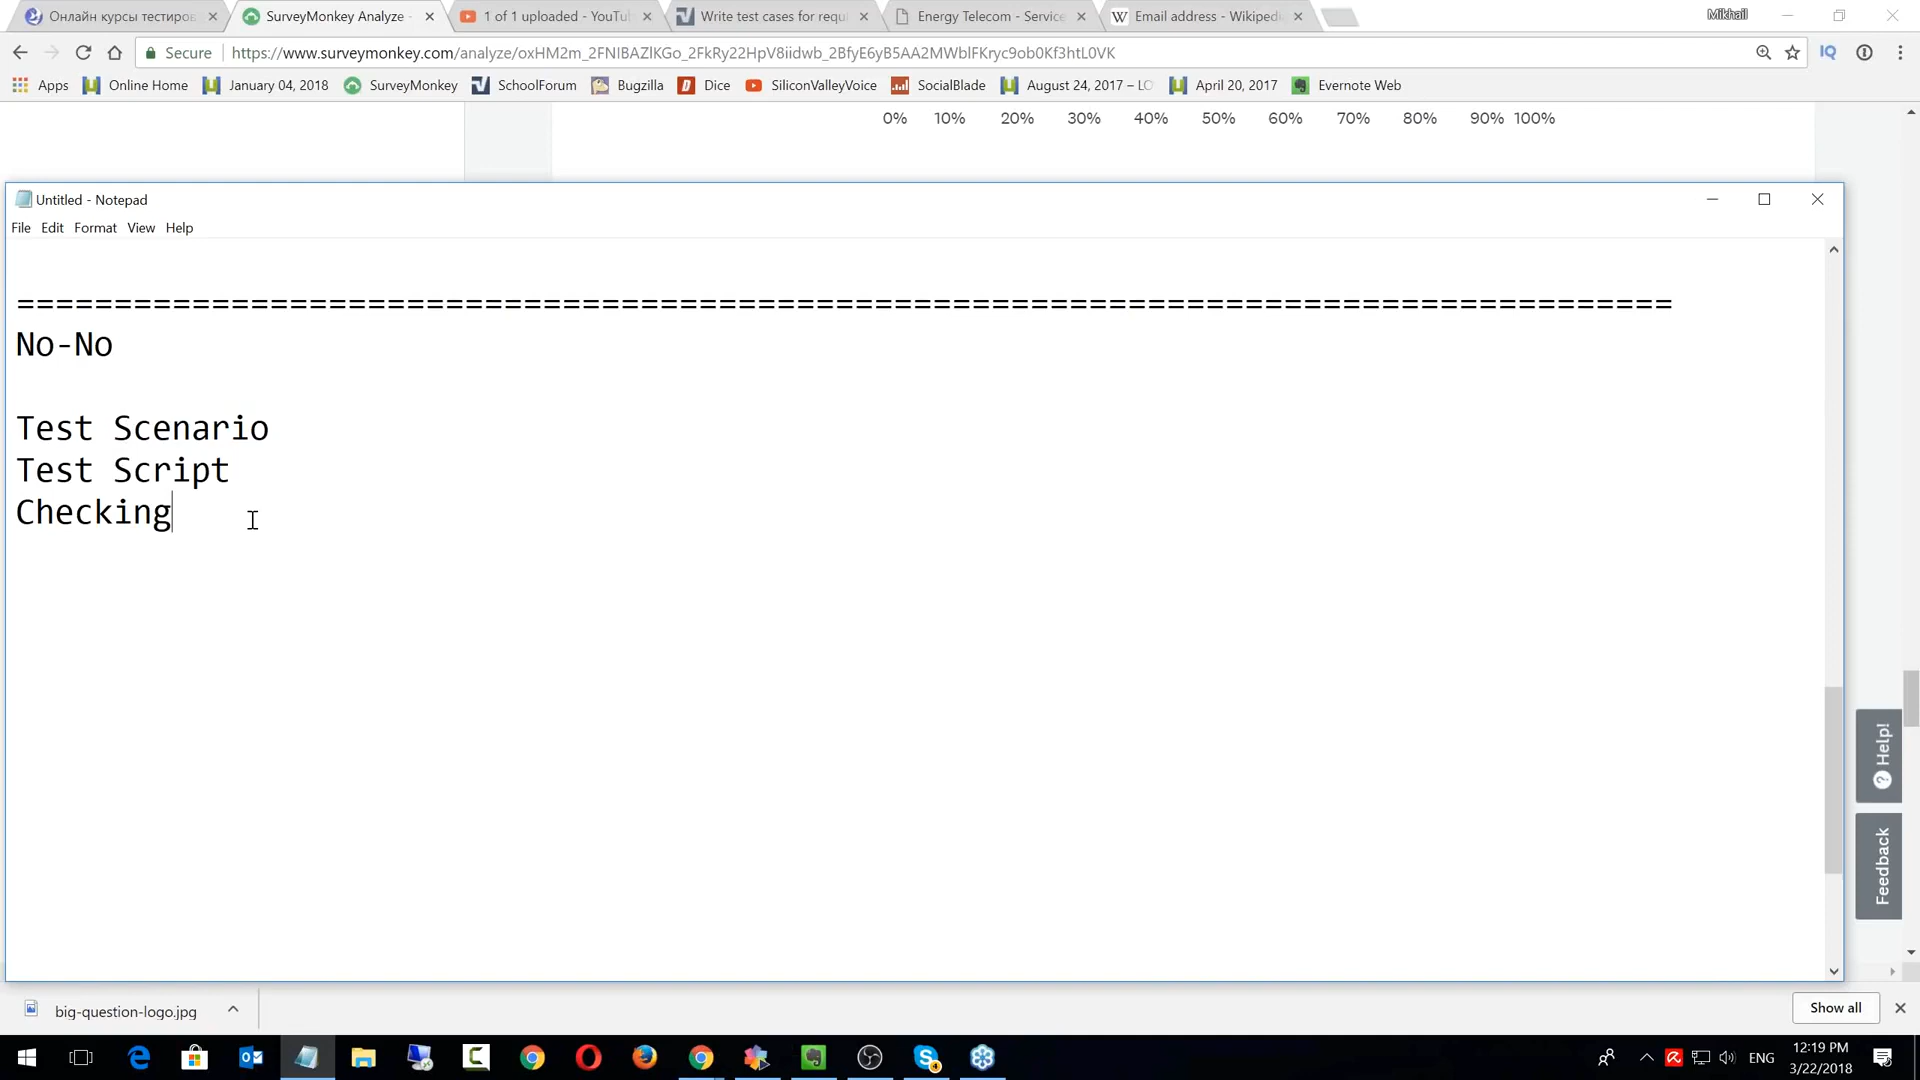 Онлайн курсы тестиров
SurveyMonkey Analyze -
1 of 1 uploaded - YouTu
Write test cases for requ
Energy Telecom - Service
Email address - Wikipedi
Mikhail
Secure
https://www.surveymonkey.com/analyze/oxHM2m_2FNIBAZlKGo_2FkRy22HpV8iidwb_2BfyE6yB5AA2MWblFKryc9ob0Kf3htL0VK
Apps
Online Home
January 04, 2018
SurveyMonkey
SchoolForum
Bugzilla
Dice
SiliconValleyVoice
SocialBlade
August 24, 2017 – LO
April 20, 2017
Evernote Web
0% 10% 20% 30% 40% 50% 60% 70% 80% 90% 100%
Untitled - Notepad
File Edit Format View Help
=====================================================================================
No-No
Test Scenario
Test Script
Checking
Help!
Feedback
big-question-logo.jpg
Show all
ENG
12:19 PM
3/22/2018